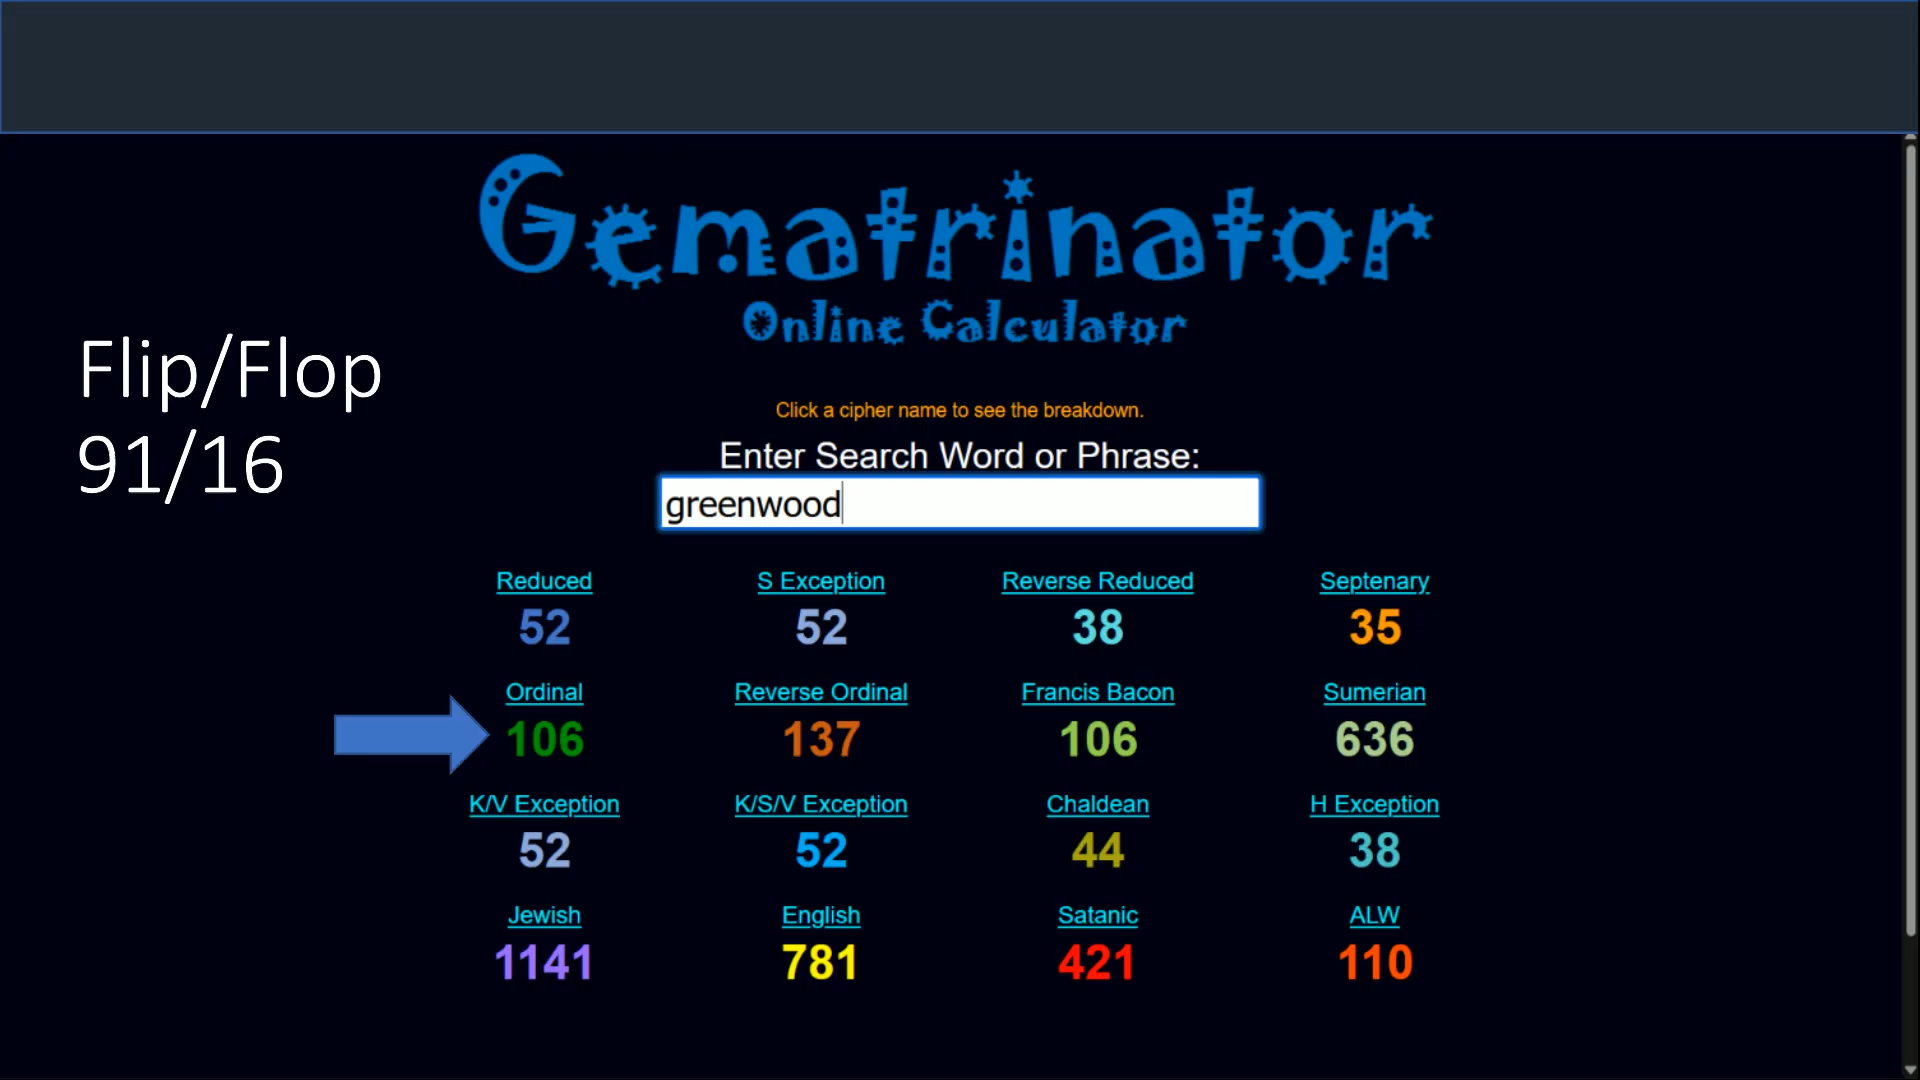 Gematrinator
Online Calculator
Flip/Flop
91/16
Click a cipher name to see the breakdown.
Enter Search Word or Phrase:
greenwood
Reduced S Exception Reverse Reduced Septenary
52 52 38 35
Ordinal Reverse Ordinal Francis Bacon Sumerian
106 137 106 636
K/V Exception K/S/V Exception Chaldean H Exception
52 52 44 38
Jewish English Satanic ALW
1141 781 421 110